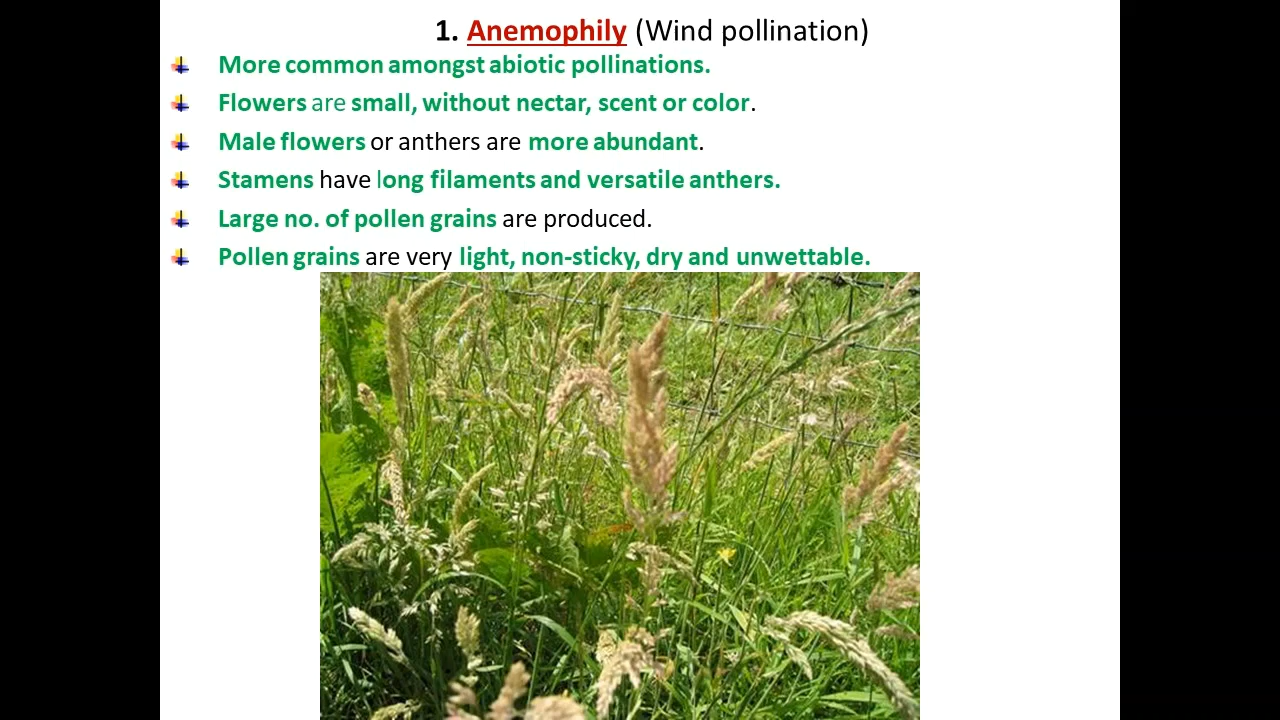 1. Anemophily (Wind pollination)
More common amongst abiotic pollinations.
Flowers are small, without nectar, scent or color.
Male flowers or anthers are more abundant.
Stamens have long filaments and versatile anthers.
Large no. of pollen grains are produced.
Pollen grains are very light, non-sticky, dry and unwettable.